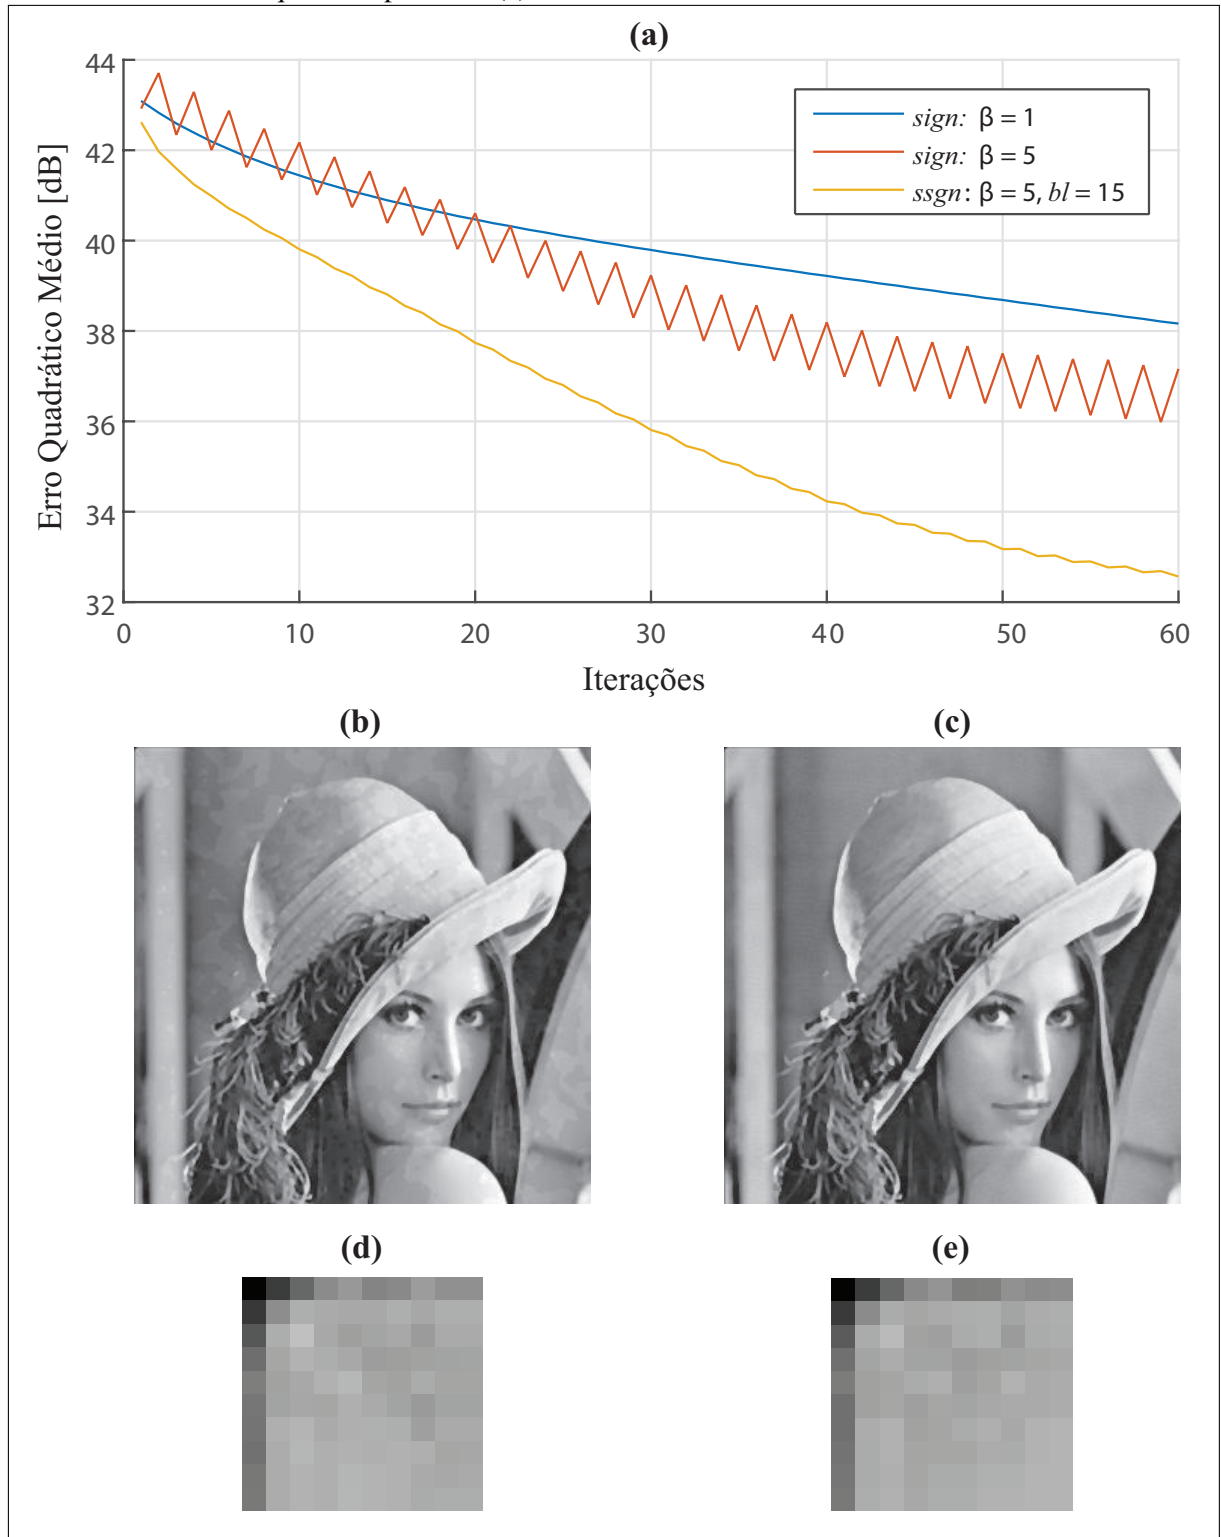 (a)
44
42
40
38
36
34
32
0
10
20
30
40
50
60
Erro Quadrático Médio [dB]
Iterações
sign: β = 1
sign: β = 5
ssgn: β = 5, bl = 15
(b)
(c)
(d)
(e)